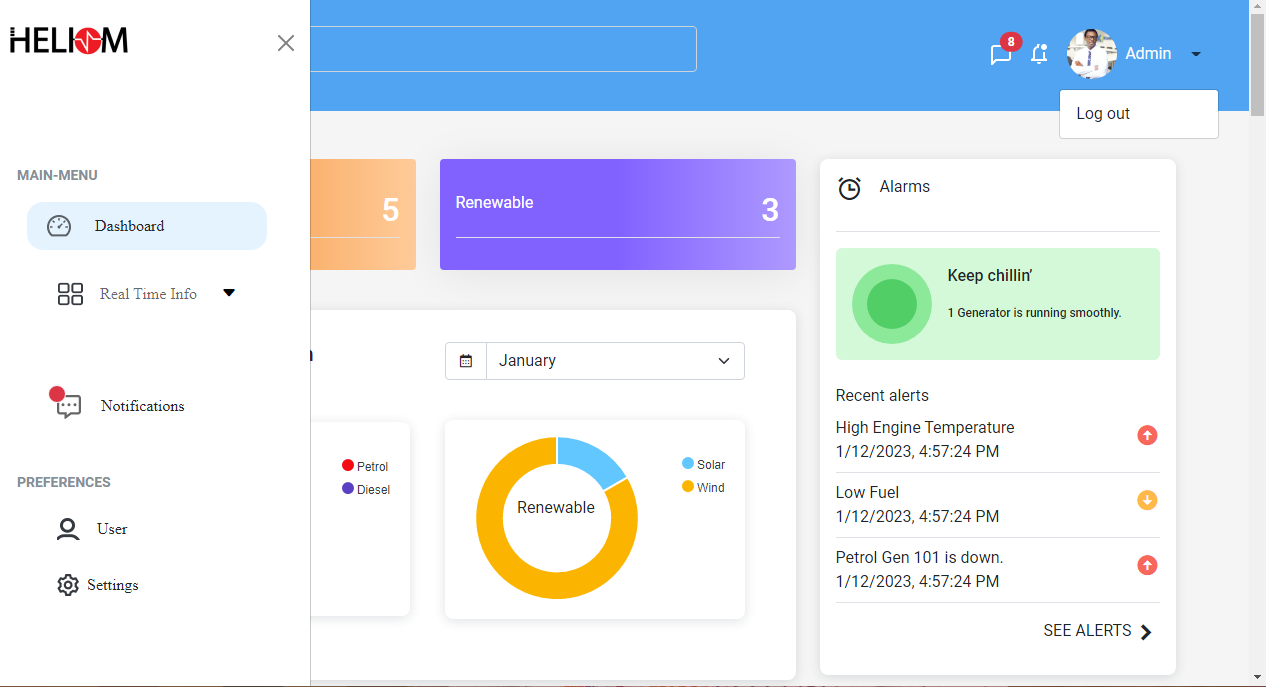 HELIOM
8
Admin
Log out
MAIN-MENU
Dashboard
Real Time Info
Notifications
PREFERENCES
User
Settings
5
Renewable
3
January
Petrol
Diesel
Renewable
Solar
Wind
Alarms
Keep chillin’
1 Generator is running smoothly.
Recent alerts
High Engine Temperature
1/12/2023, 4:57:24 PM
Low Fuel
1/12/2023, 4:57:24 PM
Petrol Gen 101 is down.
1/12/2023, 4:57:24 PM
SEE ALERTS